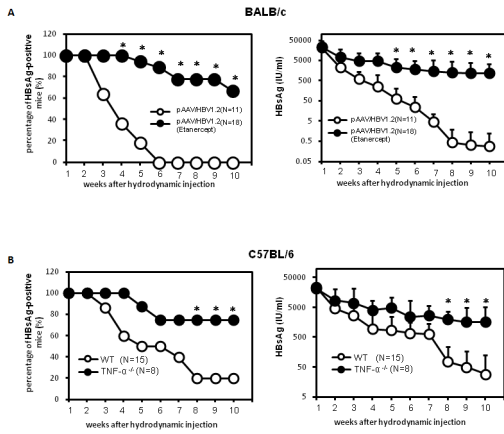 BALB/c
A
percentage of HBsAg-positive mice (%)
120
100
80
60
40
20
0
* * * * * * *
pAAV/HBV1.2(N=11)
pAAV/HBV1.2(N=18)
(Etanercept)
1 2 3 4 5 6 7 8 9 10
weeks after hydrodynamic injection
HBsAg (IU/ml)
50000
5000
500
50
5
0.5
0.05
* * * * * *
pAAV/HBV1.2(N=11)
pAAV/HBV1.2(N=18)
(Etanercept)
1 2 3 4 5 6 7 8 9 10
weeks after hydrodynamic injection
C57BL/6
B
percentage of HBsAg-positive mice (%)
120
100
80
60
40
20
0
* * *
WT (N=15)
TNF-α -/- (N=8)
1 2 3 4 5 6 7 8 9 10
weeks after hydrodynamic injection
HBsAg (IU/ml)
50000
5000
500
50
5
* * *
WT (N=15)
TNF-α -/- (N=8)
1 2 3 4 5 6 7 8 9 10
weeks after hydrodynamic injection